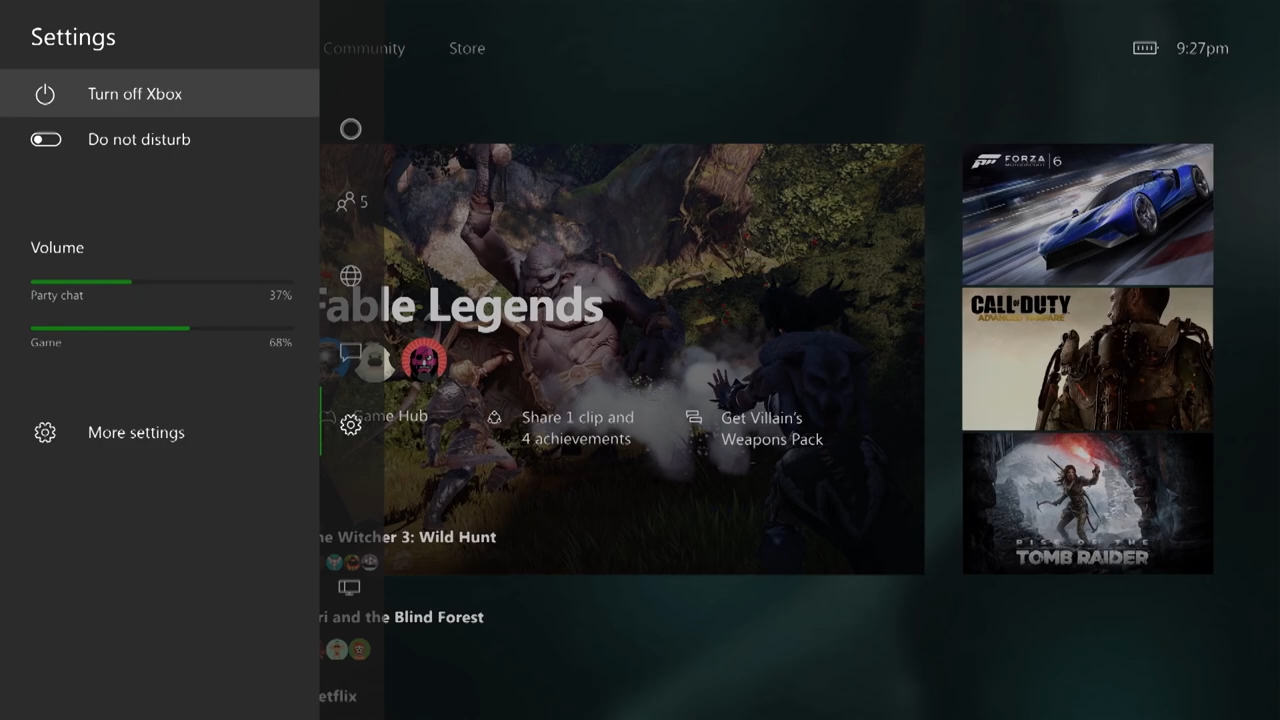 Settings
Community
Store
9:27pm
Turn off Xbox
Do not disturb
5
Volume
Party chat
37%
Game
68%
More settings
Fable Legends
Game Hub
Share 1 clip and
4 achievements
Get Villain's
Weapons Pack
he Witcher 3: Wild Hunt
ri and the Blind Forest
etflix
FORZA
MOTORSPORT
6
CALL OF DUTY
ADVANCED WARFARE
RISE OF THE
TOMB RAIDER